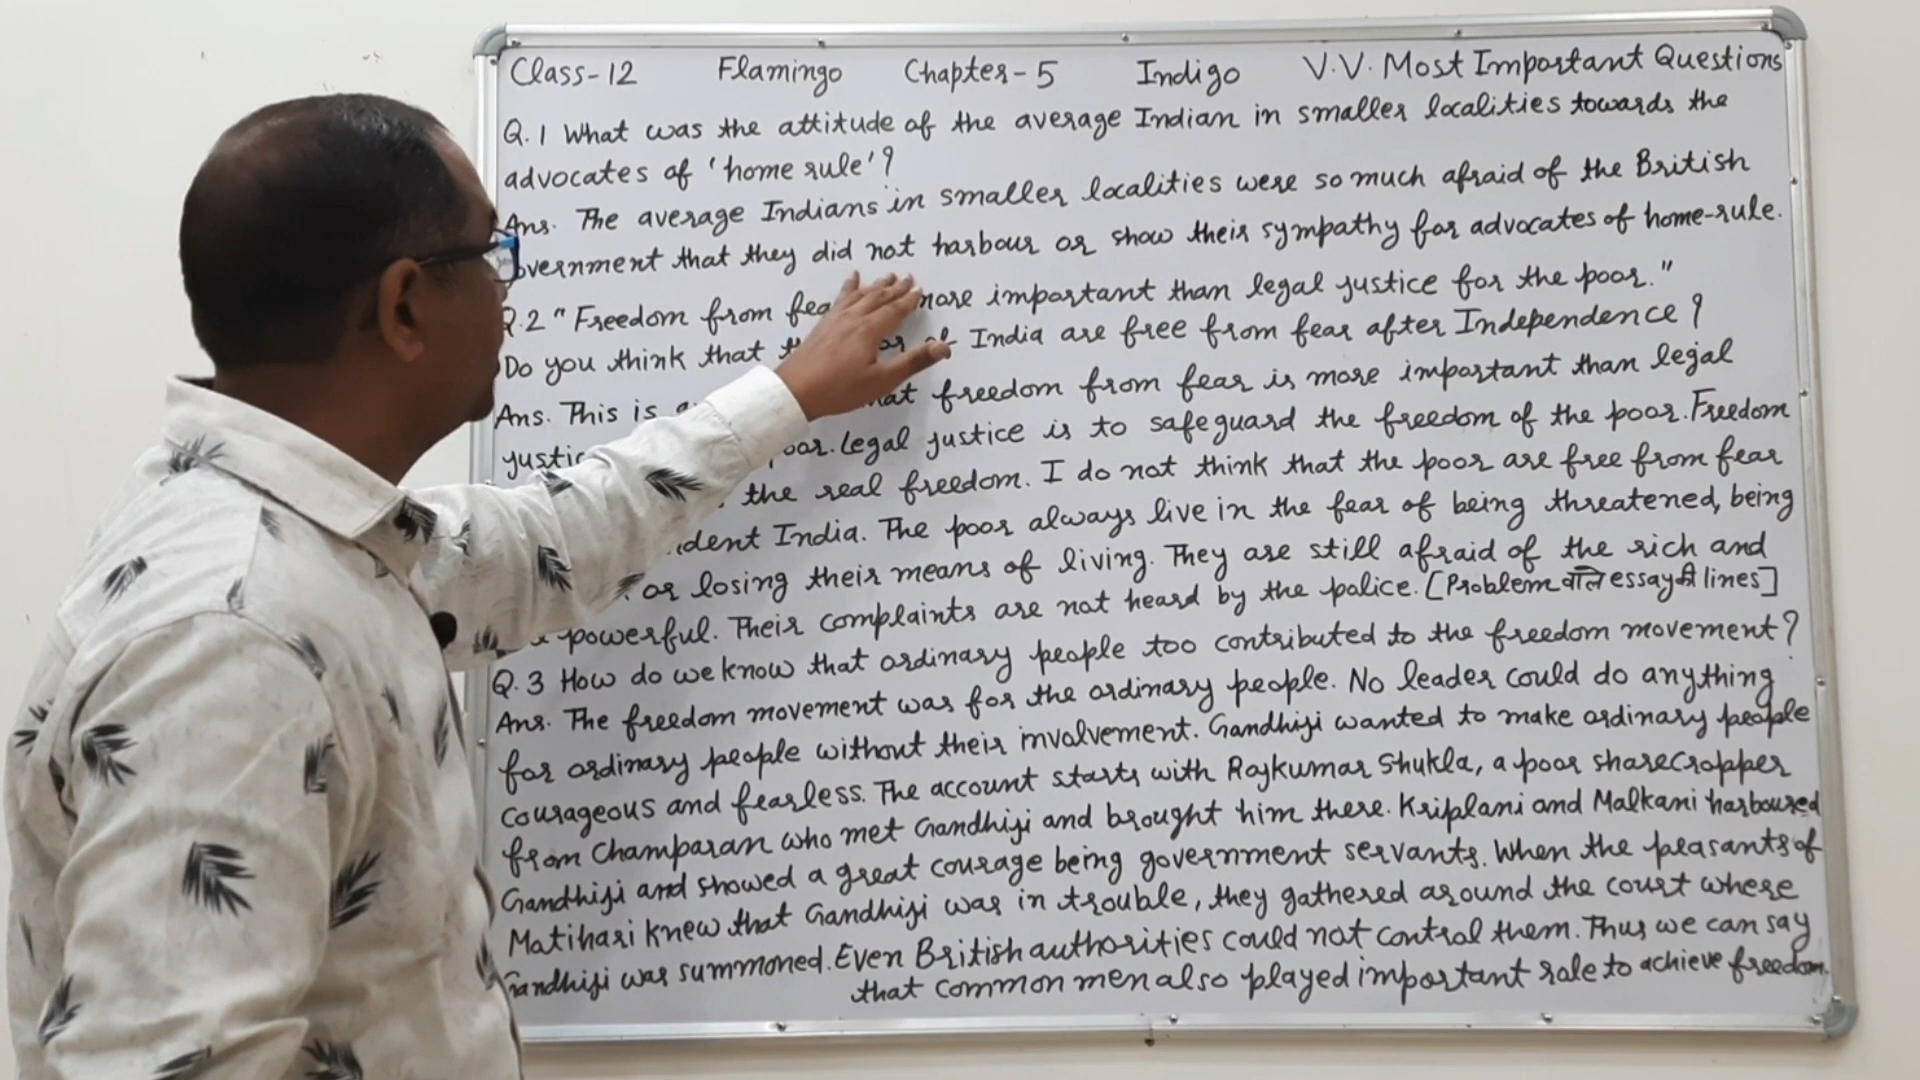 Class-12 Flamingo Chapter-5 Indigo V.V. Most Important Questions
Q.1 What was the attitude of the average Indian in smaller localities towards the
advocates of 'home rule'?
Ans. The average Indians in smaller localities were so much afraid of the British
overnment that they did not harbour or show their sympathy for advocates of home-rule.
Q.2 "Freedom from fea more important than legal justice for the poor."
Do you think that of India are free from fear after Independence?
Ans. This is freedom from fear is more important than legal
justic oor. Legal justice is to safeguard the freedom of the poor. Freedom
the real freedom. I do not think that the poor are free from fear
dent India. The poor always live in the fear of being threatened, being
or losing their means of living. They are still afraid of the rich and
powerful. Their complaints are not heard by the police. [Problem वाले essay की lines]
Q.3 How do we know that ordinary people too contributed to the freedom movement?
Ans. The freedom movement was for the ordinary people. No leader could do anything
for ordinary people without their involvement. Gandhiji wanted to make ordinary people
courageous and fearless. The account starts with Rajkumar Shukla, a poor sharecropper
from Champaran who met Gandhiji and brought him there. Kriplani and Malkani harboured
Gandhiji and showed a great courage being government servants. When the peasants of
Matihari knew that Gandhiji was in trouble, they gathered around the court where
Gandhiji was summoned. Even British authorities could not control them. Thus we can say
that common men also played important role to achieve freedom.